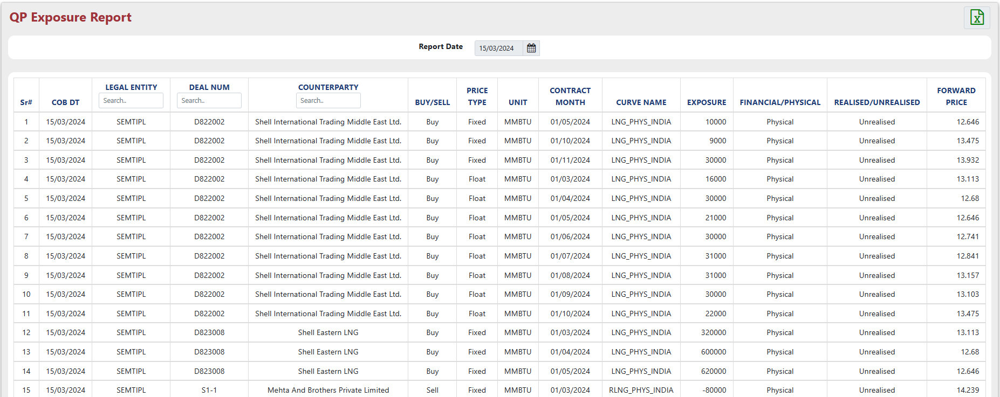 QP Exposure Report
Report Date 15/03/2024
Sr# COB DT LEGAL ENTITY Search.. DEAL NUM Search.. COUNTERPARTY Search.. BUY/SELL PRICE TYPE UNIT CONTRACT MONTH CURVE NAME EXPOSURE FINANCIAL/PHYSICAL REALISED/UNREALISED FORWARD PRICE
1 15/03/2024 SEMTIPL D822002 Shell International Trading Middle East Ltd. Buy Fixed MMBTU 01/05/2024 LNG_PHYS_INDIA 10000 Physical Unrealised 12.646
2 15/03/2024 SEMTIPL D822002 Shell International Trading Middle East Ltd. Buy Fixed MMBTU 01/10/2024 LNG_PHYS_INDIA 9000 Physical Unrealised 13.475
3 15/03/2024 SEMTIPL D822002 Shell International Trading Middle East Ltd. Buy Fixed MMBTU 01/11/2024 LNG_PHYS_INDIA 30000 Physical Unrealised 13.932
4 15/03/2024 SEMTIPL D822002 Shell International Trading Middle East Ltd. Buy Float MMBTU 01/03/2024 LNG_PHYS_INDIA 16000 Physical Unrealised 13.113
5 15/03/2024 SEMTIPL D822002 Shell International Trading Middle East Ltd. Buy Float MMBTU 01/04/2024 LNG_PHYS_INDIA 30000 Physical Unrealised 12.68
6 15/03/2024 SEMTIPL D822002 Shell International Trading Middle East Ltd. Buy Float MMBTU 01/05/2024 LNG_PHYS_INDIA 21000 Physical Unrealised 12.646
7 15/03/2024 SEMTIPL D822002 Shell International Trading Middle East Ltd. Buy Float MMBTU 01/06/2024 LNG_PHYS_INDIA 30000 Physical Unrealised 12.741
8 15/03/2024 SEMTIPL D822002 Shell International Trading Middle East Ltd. Buy Float MMBTU 01/07/2024 LNG_PHYS_INDIA 31000 Physical Unrealised 12.841
9 15/03/2024 SEMTIPL D822002 Shell International Trading Middle East Ltd. Buy Float MMBTU 01/08/2024 LNG_PHYS_INDIA 31000 Physical Unrealised 13.157
10 15/03/2024 SEMTIPL D822002 Shell International Trading Middle East Ltd. Buy Float MMBTU 01/09/2024 LNG_PHYS_INDIA 30000 Physical Unrealised 13.103
11 15/03/2024 SEMTIPL D822002 Shell International Trading Middle East Ltd. Buy Float MMBTU 01/10/2024 LNG_PHYS_INDIA 22000 Physical Unrealised 13.475
12 15/03/2024 SEMTIPL D823008 Shell Eastern LNG Buy Fixed MMBTU 01/03/2024 LNG_PHYS_INDIA 320000 Physical Unrealised 13.113
13 15/03/2024 SEMTIPL D823008 Shell Eastern LNG Buy Fixed MMBTU 01/04/2024 LNG_PHYS_INDIA 600000 Physical Unrealised 12.68
14 15/03/2024 SEMTIPL D823008 Shell Eastern LNG Buy Fixed MMBTU 01/05/2024 LNG_PHYS_INDIA 620000 Physical Unrealised 12.646
15 15/03/2024 SEMTIPL S1-1 Mehta And Brothers Private Limited Sell Fixed MMBTU 01/03/2024 RLNG_PHYS_INDIA -80000 Physical Unrealised 14.239